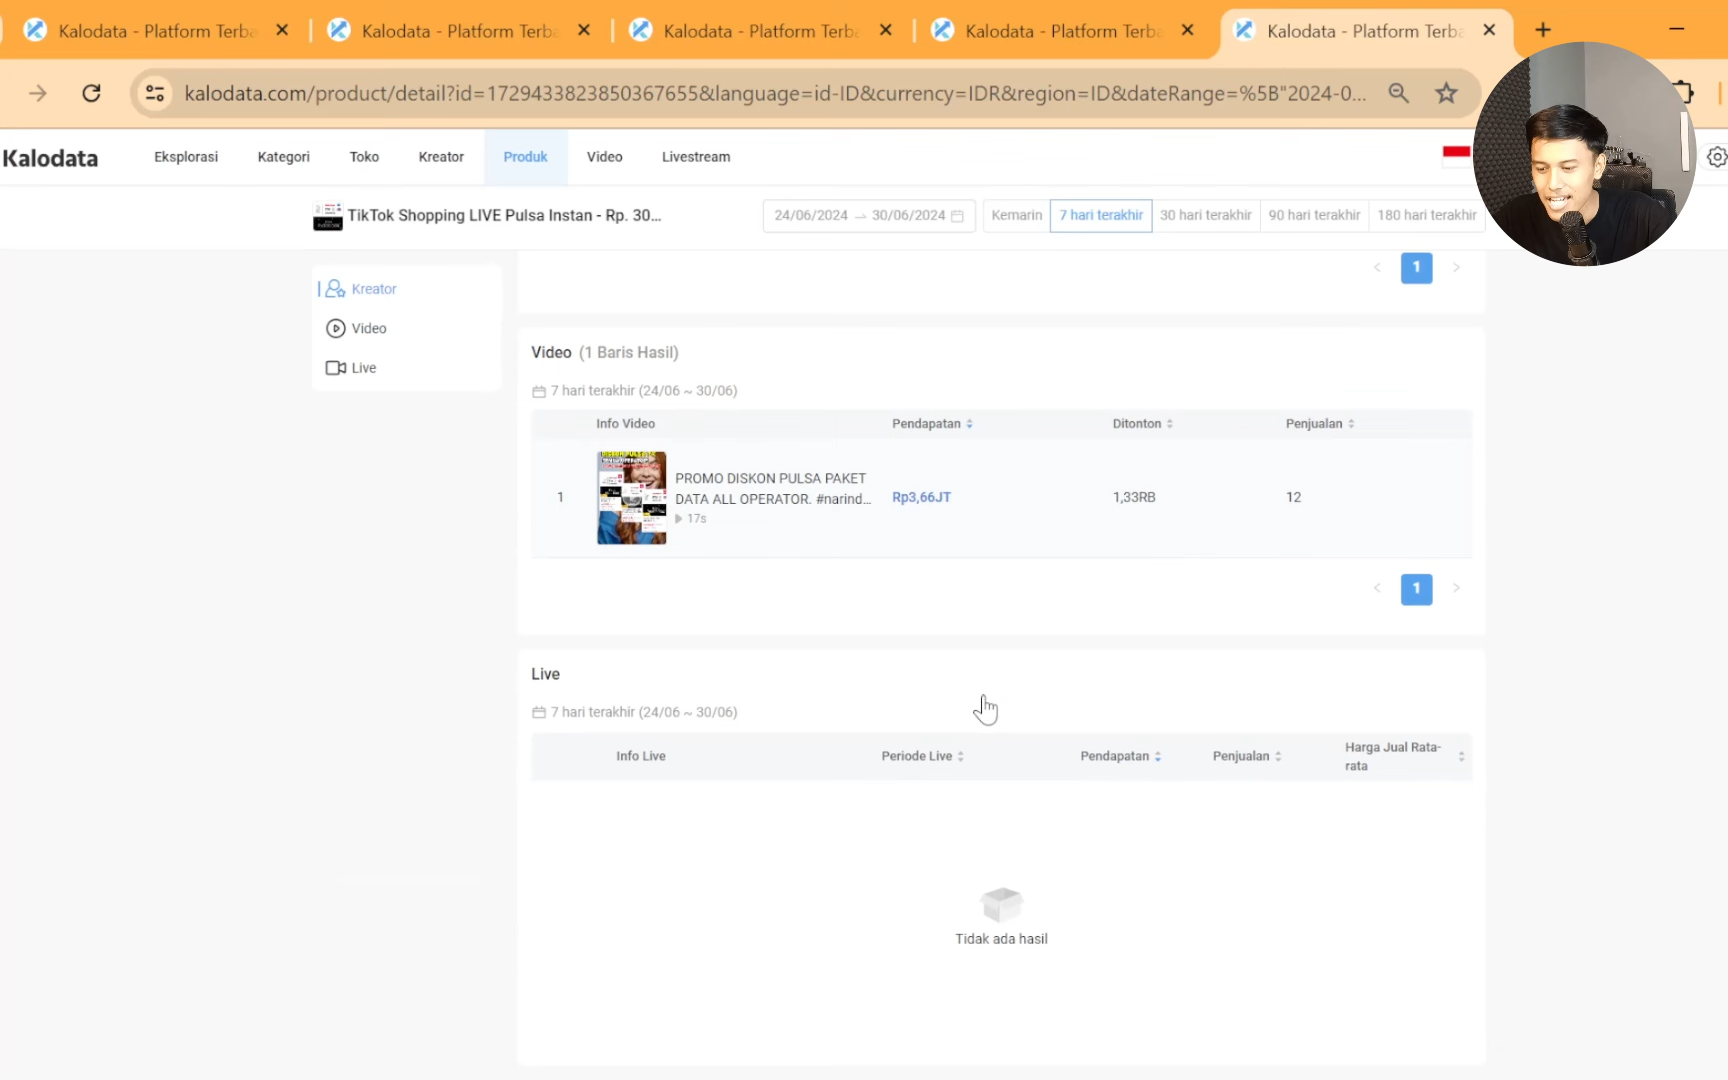 Kalodata - Platform Terba
Kalodata - Platform Terba
Kalodata - Platform Terba
Kalodata - Platform Terba
Kalodata - Platform Terba
kalodata.com/product/detail?id=1729433823850367655&language=id-ID&currency=IDR&region=ID&dateRange=%5B"2024-0...
Kalodata
Eksplorasi
Kategori
Toko
Kreator
Produk
Video
Livestream
TikTok Shopping LIVE Pulsa Instan - Rp. 30...
24/06/2024 → 30/06/2024
Kemarin
7 hari terakhir
30 hari terakhir
90 hari terakhir
180 hari terakhir
Kreator
Video
Live
1
Video (1 Baris Hasil)
7 hari terakhir (24/06 ~ 30/06)
Info Video
Pendapatan
Ditonton
Penjualan
1
PROMO DISKON PULSA PAKET
DATA ALL OPERATOR. #narind...
17s
Rp3,66JT
1,33RB
12
1
Live
7 hari terakhir (24/06 ~ 30/06)
Info Live
Periode Live
Pendapatan
Penjualan
Harga Jual Rata-
rata
Tidak ada hasil